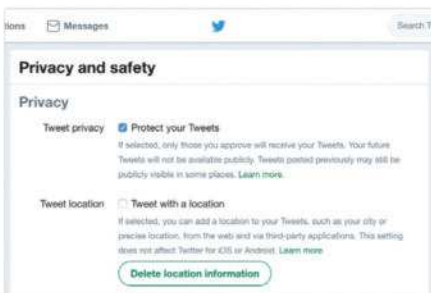 tions Messages Search T
Privacy and safety
Privacy
Tweet privacy Protect your Tweets
If selected, only those you approve will receive your Tweets. Your future
Tweets will not be available publicly. Tweets posted previously may still be
publicly visible in some places. Learn more.
Tweet location Tweet with a location
If selected, you can add a location to your Tweets, such as your city or
precise location, from the web and via third-party applications. This setting
does not affect Twitter for iOS or Android. Learn more
Delete location information